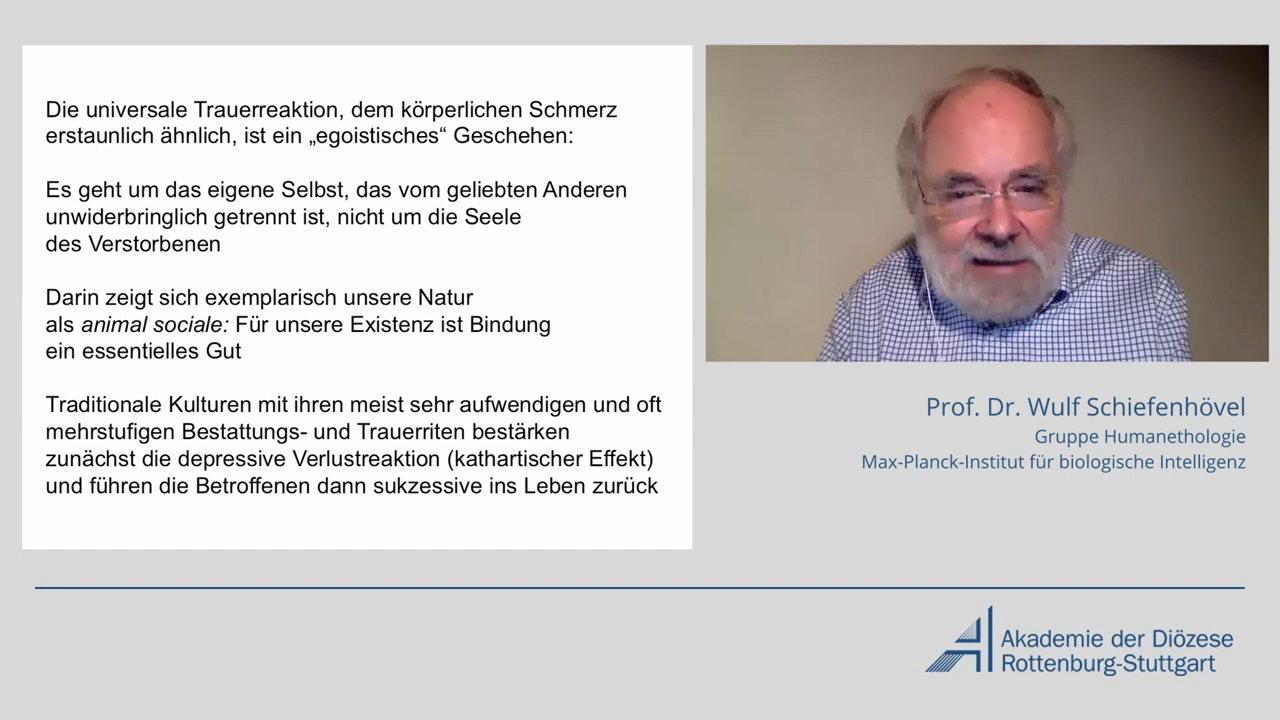 Die universale Trauerreaktion, dem körperlichen Schmerz
erstaunlich ähnlich, ist ein „egoistisches“ Geschehen:
Es geht um das eigene Selbst, das vom geliebten Anderen
unwiderbringlich getrennt ist, nicht um die Seele
des Verstorbenen
Darin zeigt sich exemplarisch unsere Natur
als animal sociale: Für unsere Existenz ist Bindung
ein essentielles Gut
Traditionale Kulturen mit ihren meist sehr aufwendigen und oft
mehrstufigen Bestattungs- und Trauerriten bestärken
zunächst die depressive Verlustreaktion (kathartischer Effekt)
und führen die Betroffenen dann sukzessive ins Leben zurück
Prof. Dr. Wulf Schiefenhövel
Gruppe Humanethologie
Max-Planck-Institut für biologische Intelligenz
Akademie der Diözese
Rottenburg-Stuttgart